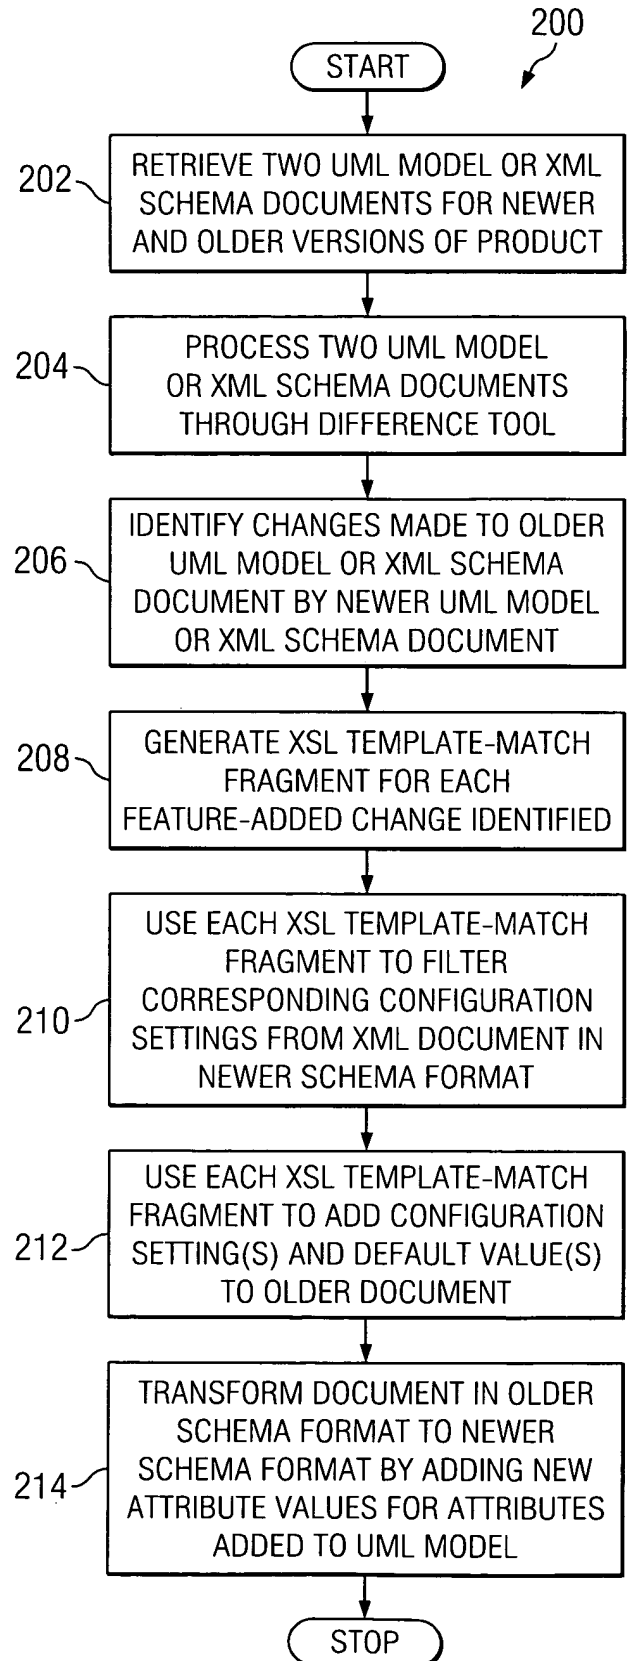 200
START
202
RETRIEVE TWO UML MODEL OR XML
SCHEMA DOCUMENTS FOR NEWER
AND OLDER VERSIONS OF PRODUCT
204
PROCESS TWO UML MODEL
OR XML SCHEMA DOCUMENTS
THROUGH DIFFERENCE TOOL
206
IDENTIFY CHANGES MADE TO OLDER
UML MODEL OR XML SCHEMA
DOCUMENT BY NEWER UML MODEL
OR XML SCHEMA DOCUMENT
208
GENERATE XSL TEMPLATE-MATCH
FRAGMENT FOR EACH
FEATURE-ADDED CHANGE IDENTIFIED
210
USE EACH XSL TEMPLATE-MATCH
FRAGMENT TO FILTER
CORRESPONDING CONFIGURATION
SETTINGS FROM XML DOCUMENT IN
NEWER SCHEMA FORMAT
212
USE EACH XSL TEMPLATE-MATCH
FRAGMENT TO ADD CONFIGURATION
SETTING(S) AND DEFAULT VALUE(S)
TO OLDER DOCUMENT
214
TRANSFORM DOCUMENT IN OLDER
SCHEMA FORMAT TO NEWER
SCHEMA FORMAT BY ADDING NEW
ATTRIBUTE VALUES FOR ATTRIBUTES
ADDED TO UML MODEL
STOP